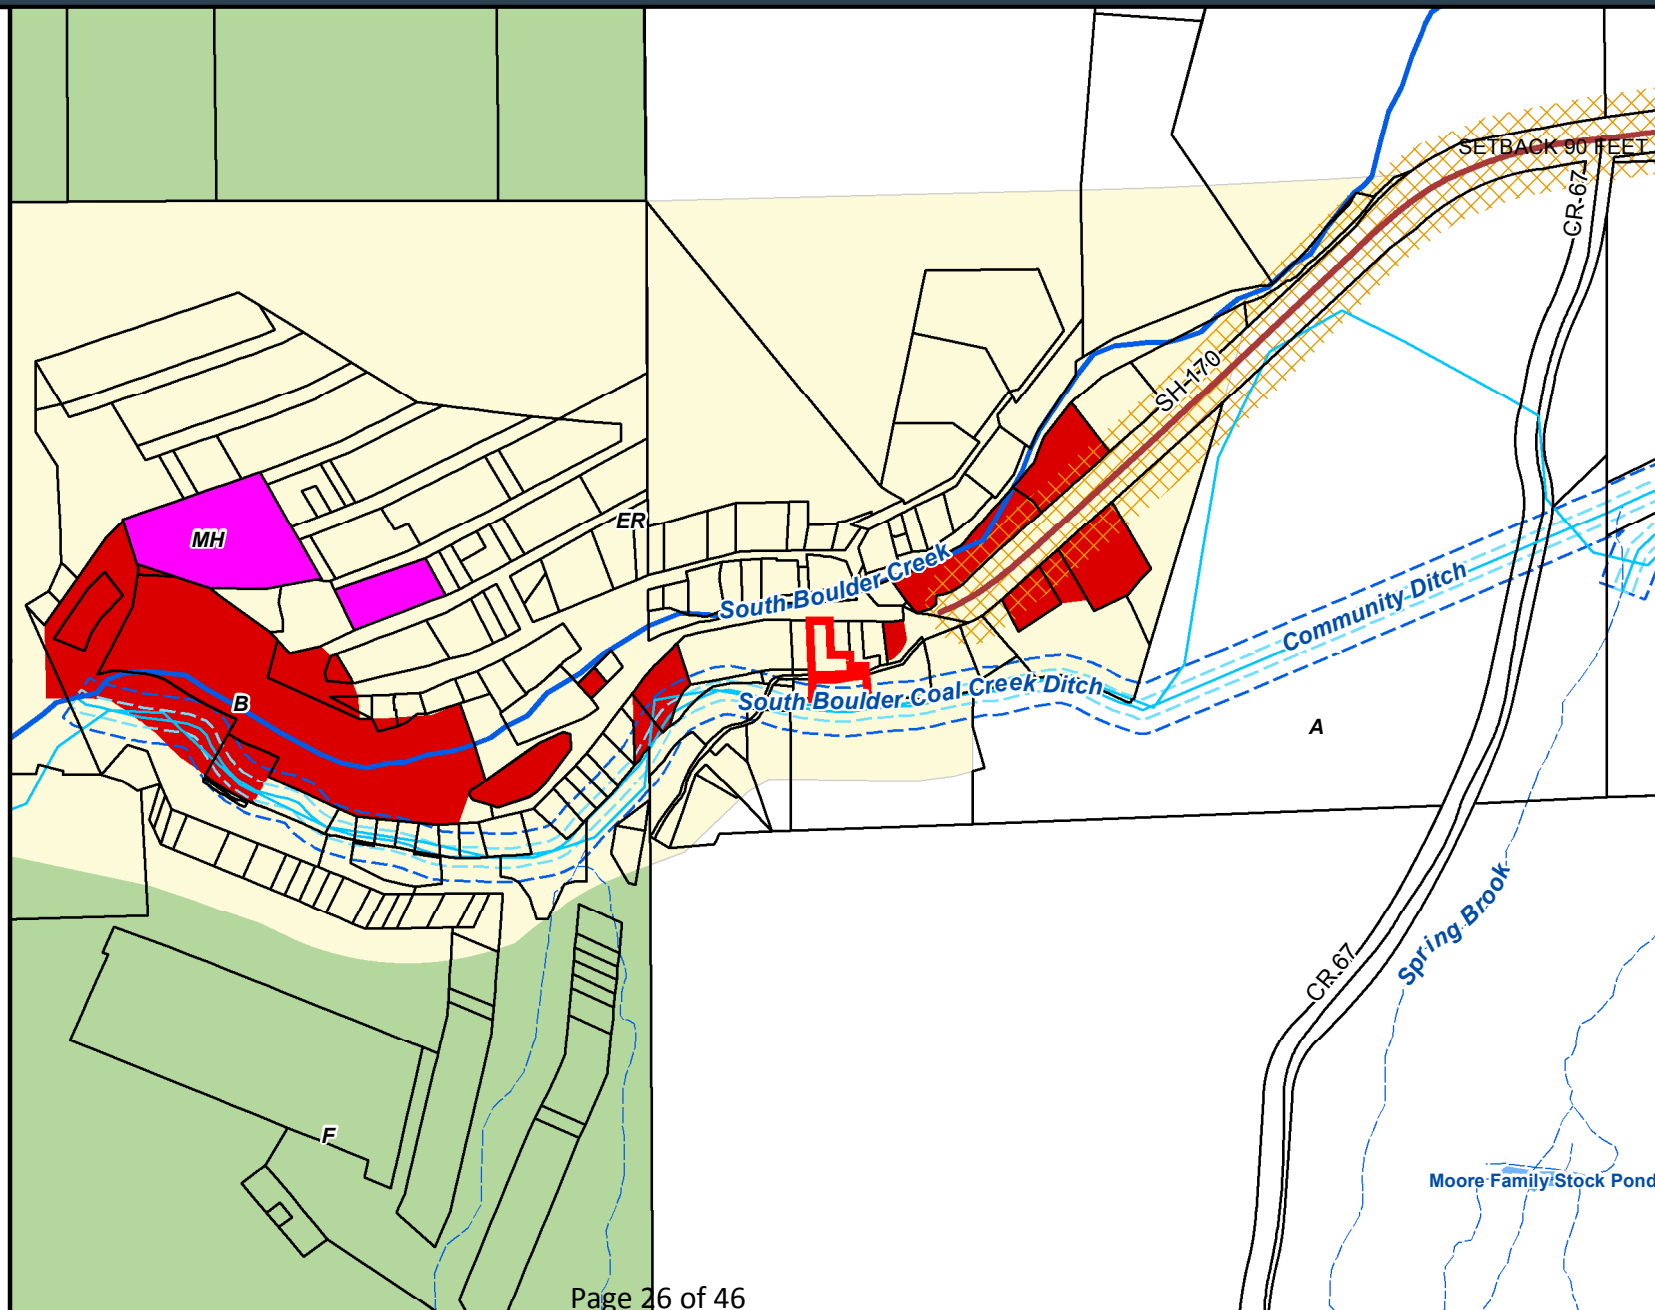 SETBACK 90 FEET
CR-67
SH-170
MH
ER
South Boulder Creek
Community Ditch
B
South Boulder Coal Creek Ditch
A
Spring Brook
CR 67
F
Moore Family Stock Pond
Page 26 of 46